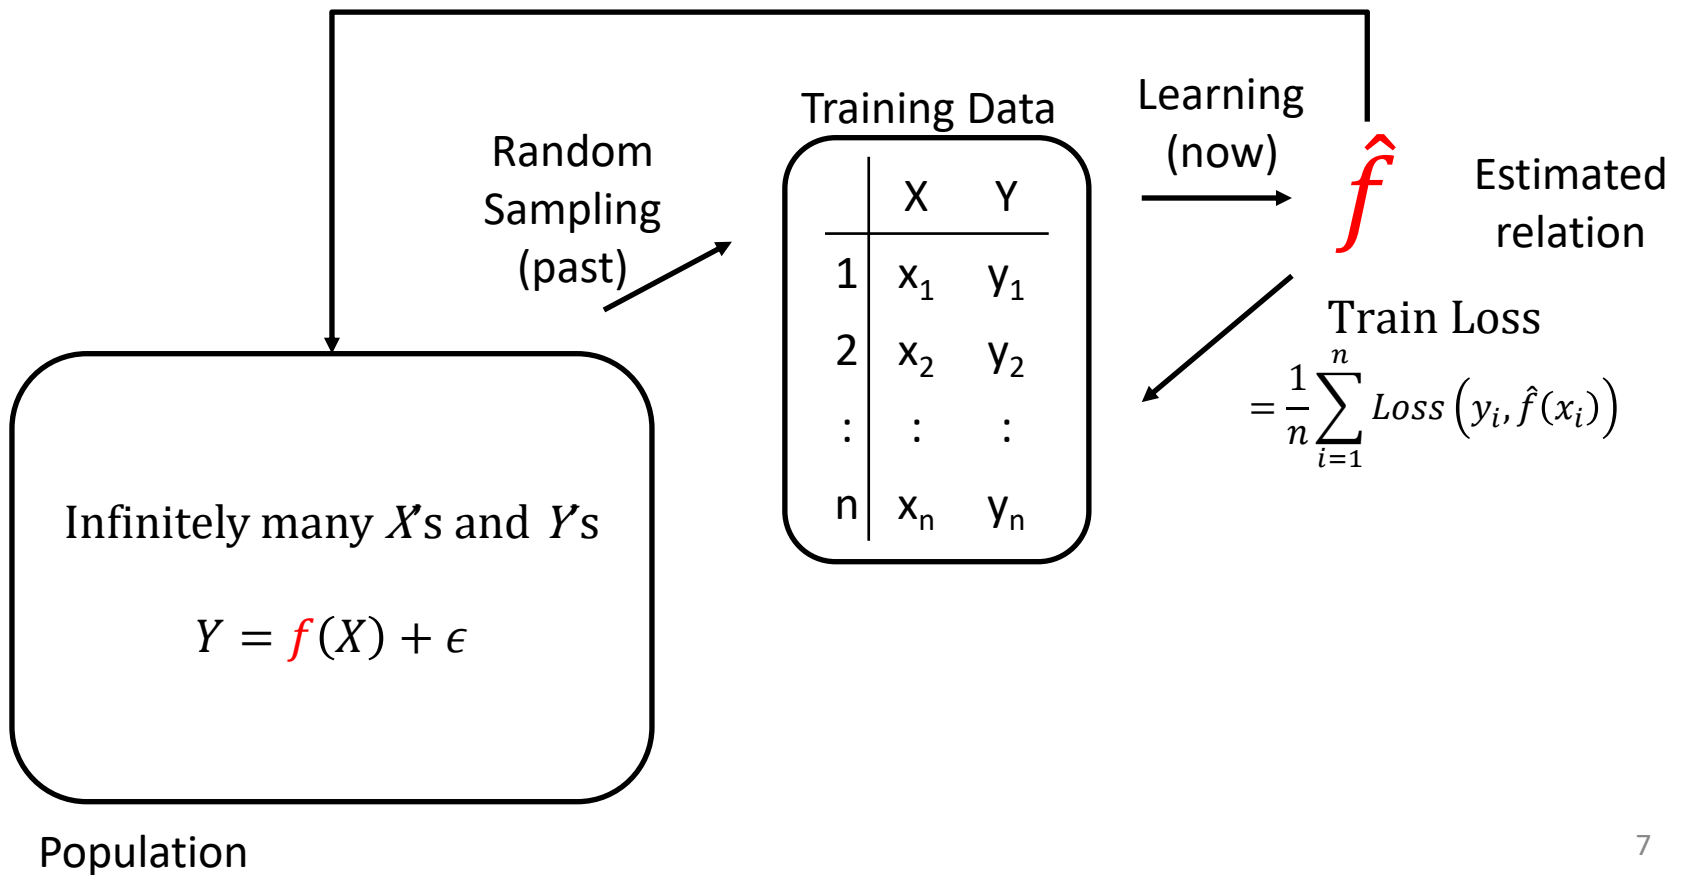 Random
Sampling
(past)
Training Data
X Y
1 x₁ y₁
2 x₂ y₂
: : :
n xₙ yₙ
Learning
(now)
f̂
Estimated
relation
Train Loss
= 1/n ∑ᵢ₌₁ⁿ Loss (yᵢ, f̂(xᵢ))
Infinitely many X's and Y's
Y = f(X) + ϵ
Population
7